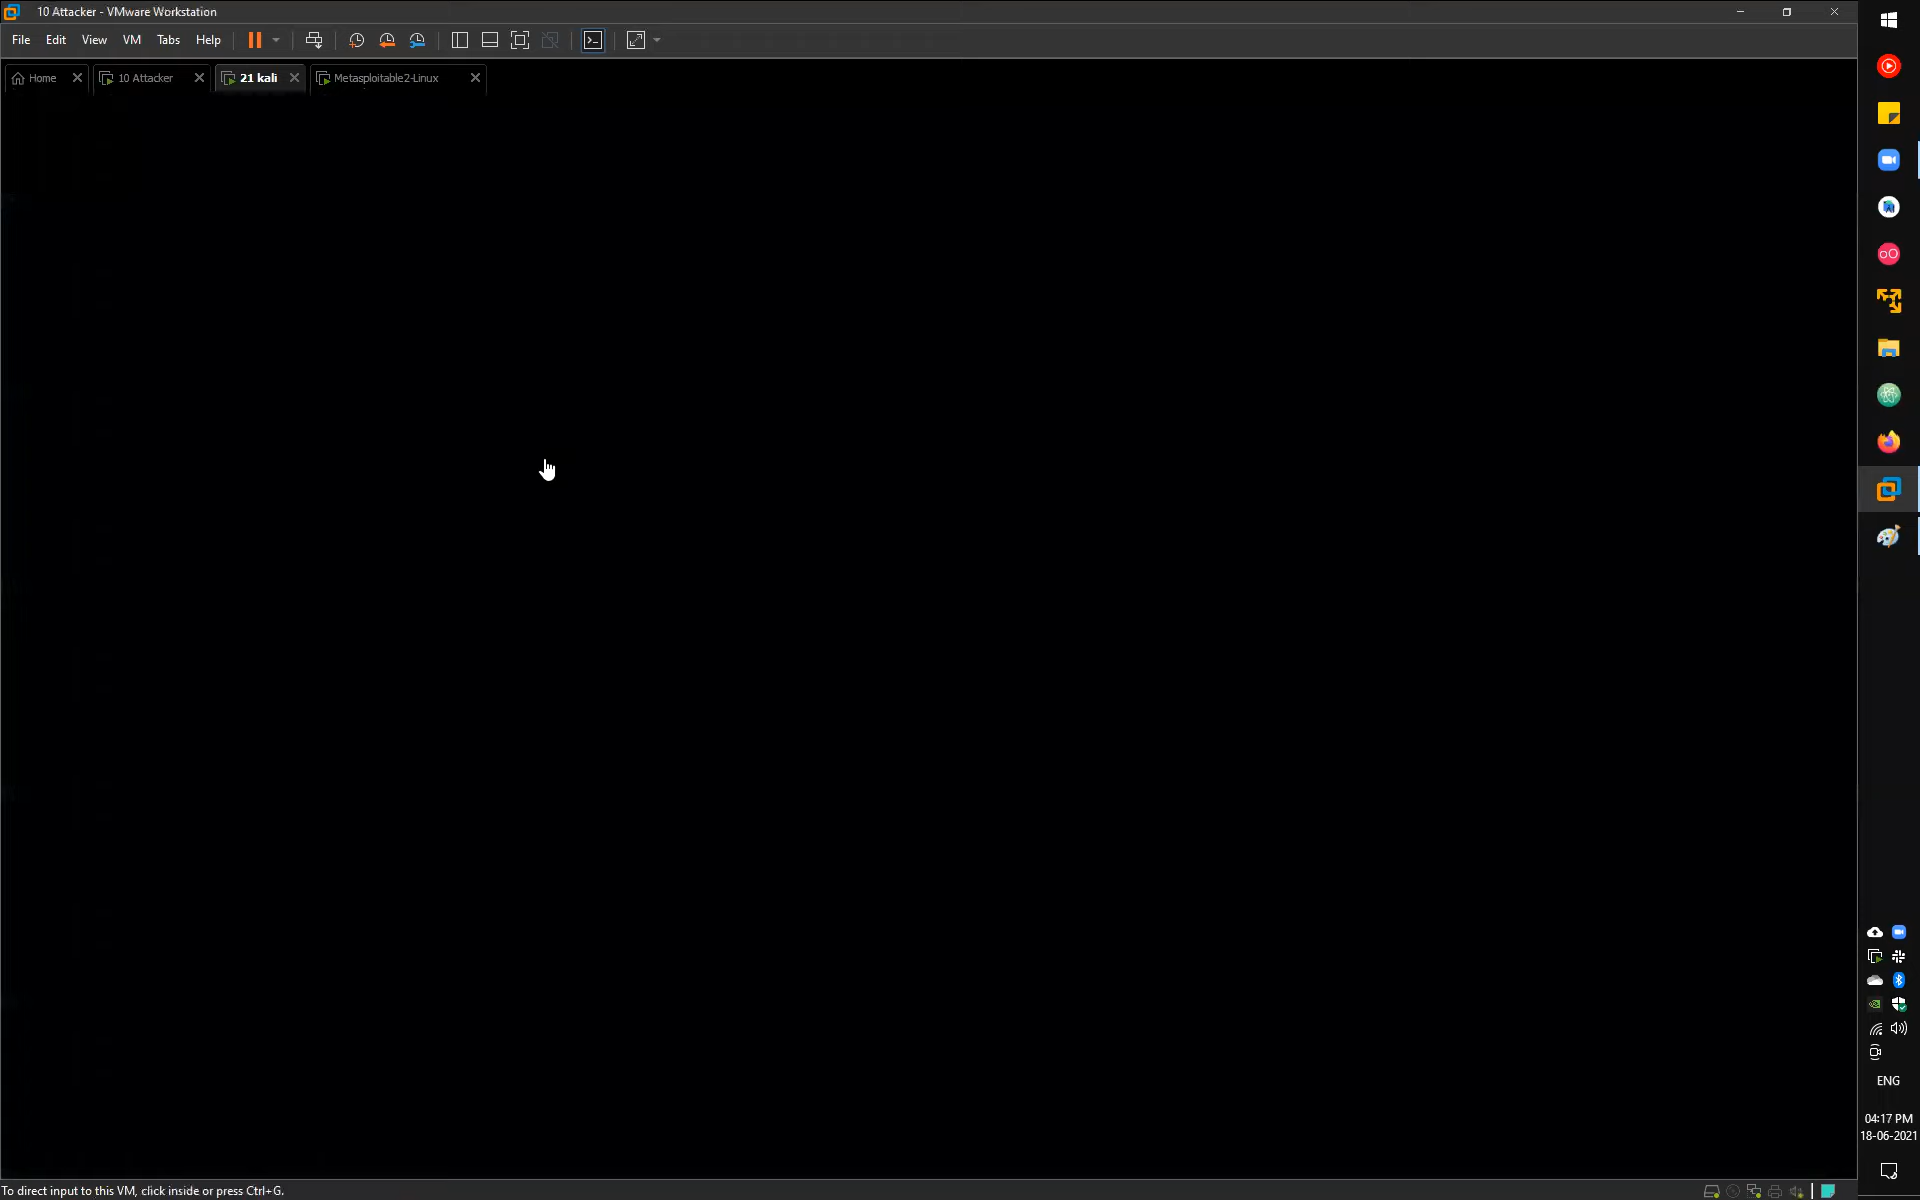 10 Attacker - VMware Workstation
File Edit View VM Tabs Help
Home 10 Attacker 21 kali Metasploitable2-Linux
ENG
04:17 PM
18-06-2021
To direct input to this VM, click inside or press Ctrl+G.